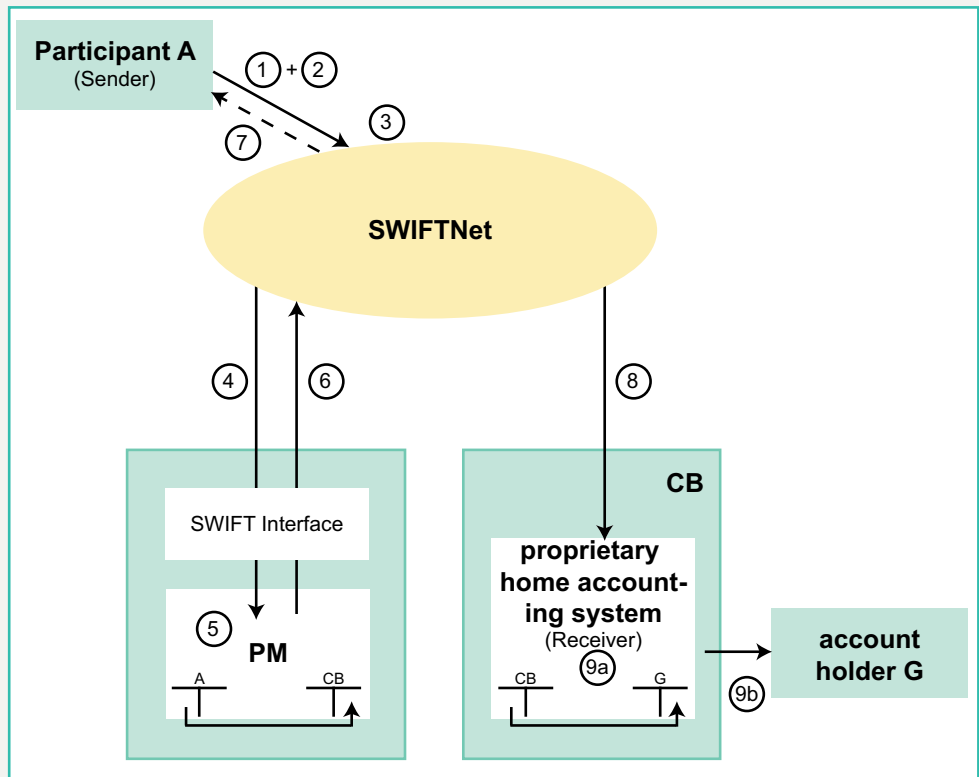 Participant A
(Sender)
1 + 2
3
7
SWIFTNet
4
6
8
CB
SWIFT Interface
proprietary
home account-
ing system
(Receiver)
5
PM
9a
account
holder G
9b
A
CB
CB
G